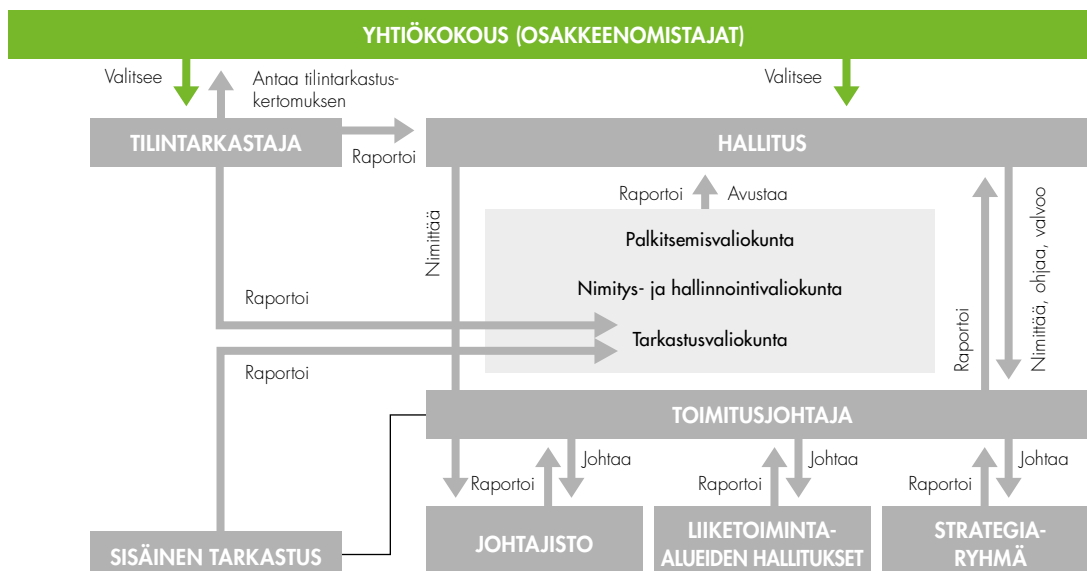 YHTIÖKOKOUS (OSAKKEENOMISTAJAT)
Valitsee
Antaa tilintarkastus-
kertomuksen
Valitsee
TILINTARKASTAJA
Raportoi
HALLITUS
Nimittää
Raportoi
Avustaa
Palkitsemisvaliokunta
Nimitys- ja hallinnointivaliokunta
Tarkastusvaliokunta
Raportoi
Raportoi
Raportoi
Nimittää, ohjaa, valvoo
TOIMITUSJOHTAJA
Raportoi
Johtaa
Raportoi
Johtaa
Raportoi
Johtaa
SISÄINEN TARKASTUS
JOHTAJISTO
LIIKETOIMINTA-
ALUEIDEN HALLITUKSET
STRATEGIA-
RYHMÄ